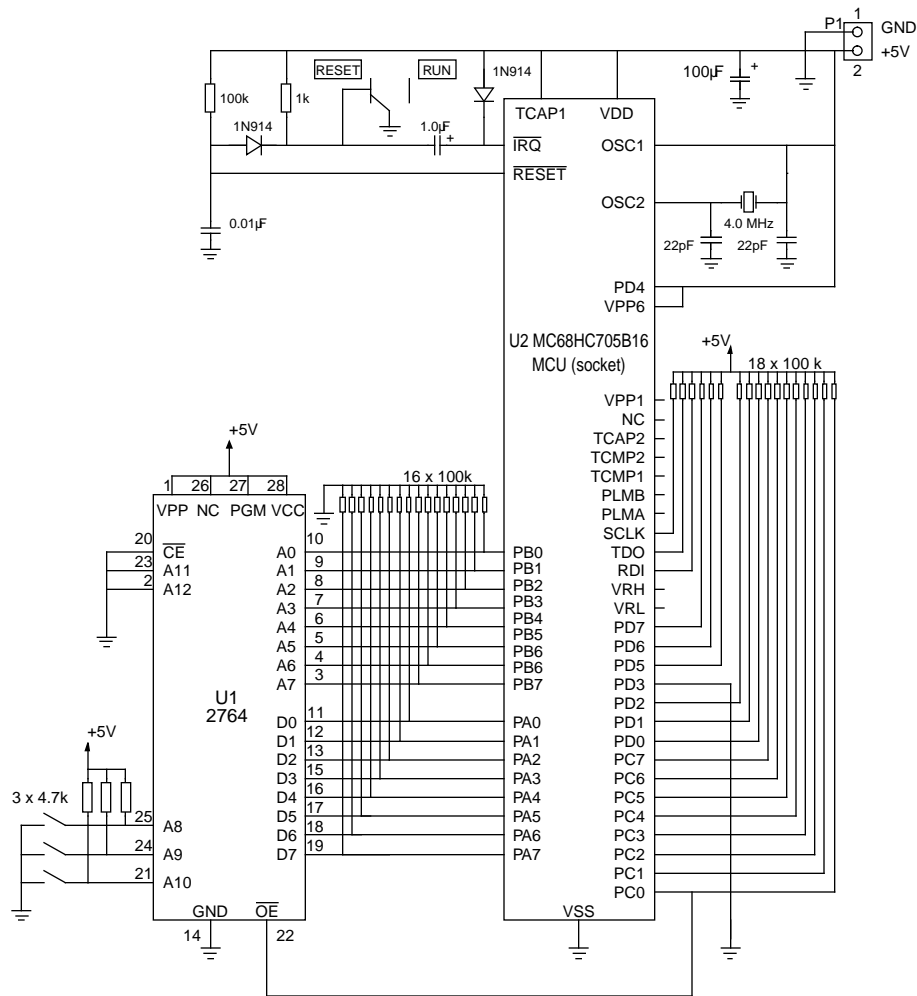 P1
1
GND
+5V
2
RESET
RUN
1N914
100µF
+
100k
1k
1N914
1.0µF
+
TCAP1
VDD
IRQ
OSC1
RESET
OSC2
4.0 MHz
0.01µF
22pF
22pF
PD4
VPP6
U2 MC68HC705B16
MCU (socket)
+5V
18 x 100 k
VPP1
NC
TCAP2
TCMP2
TCMP1
PLMB
PLMA
SCLK
TDO
RDI
VRH
VRL
PD7
PD6
PD5
PD3
PD2
PD1
PD0
PC7
PC6
PC5
PC4
PC3
PC2
PC1
PC0
PB0
PB1
PB2
PB3
PB4
PB5
PB6
PB6
PB7
PA0
PA1
PA2
PA3
PA4
PA5
PA6
PA7
VSS
16 x 100k
+5V
1
26
27
28
VPP
NC
PGM
VCC
20
CE
23
A11
2
A12
U1
2764
A0 10
A1 9
A2 8
A3 7
A4 6
A5 5
A6 4
A7 3
D0 11
D1 12
D2 13
D3 15
D4 16
D5 17
D6 18
D7 19
+5V
3 x 4.7k
25
A8
24
A9
21
A10
GND
OE
14
22